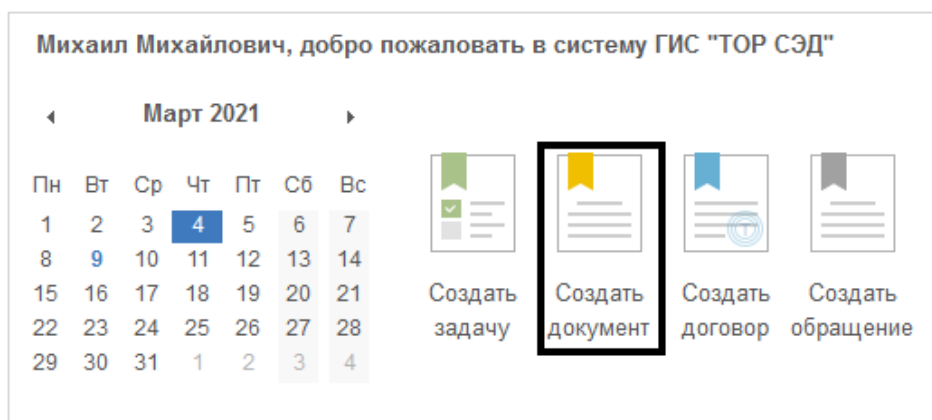 Михаил Михайлович, добро пожаловать в систему ГИС "ТОР СЭД"
Март 2021
Пн Вт Ср Чт Пт Сб Вс
1 2 3 4 5 6 7
8 9 10 11 12 13 14
15 16 17 18 19 20 21
22 23 24 25 26 27 28
29 30 31 1 2 3 4
Создать
задачу
Создать
документ
Создать
договор
Создать
обращение